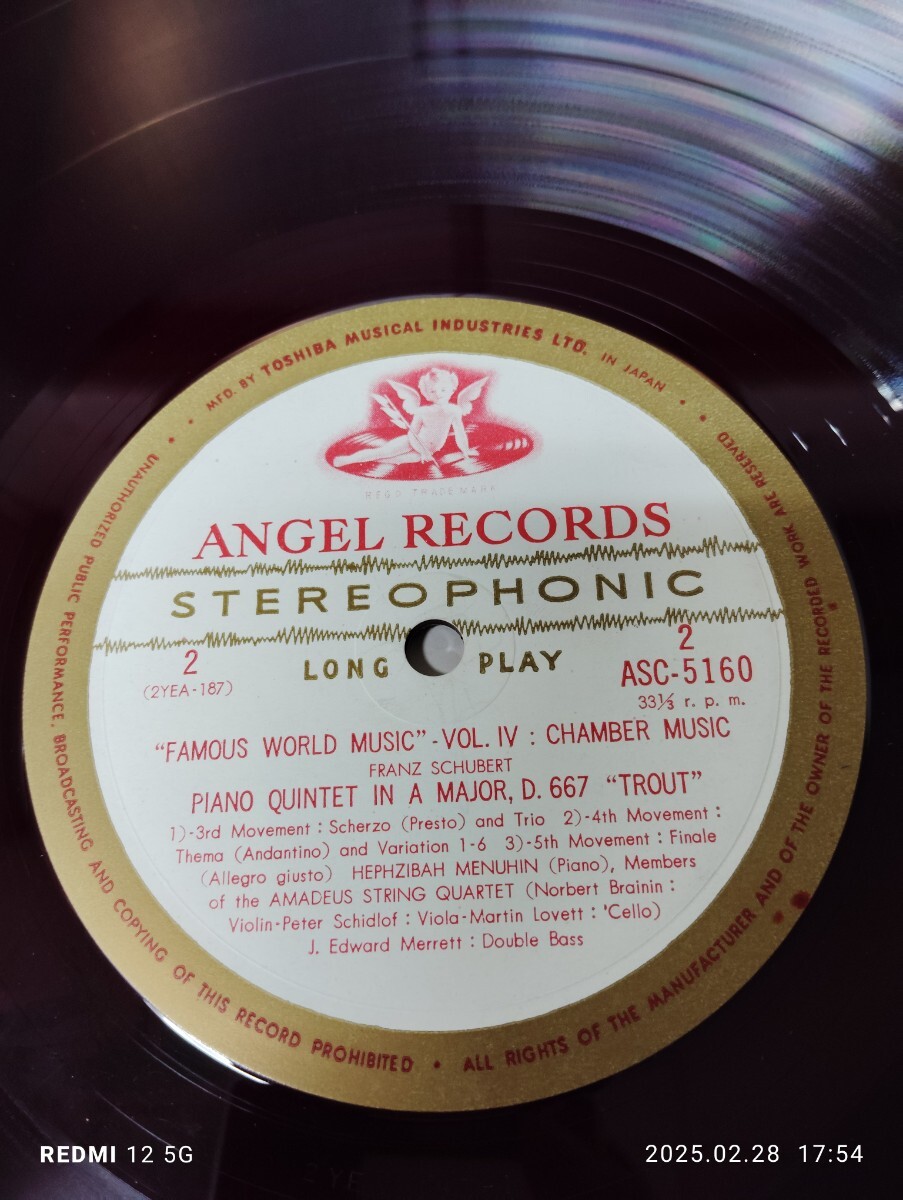 MFD. BY TOSHIBA MUSICAL INDUSTRIES LTD. IN JAPAN
REGD. TRADE MARK
ANGEL RECORDS
STEREOPHONIC
2
(2YEA-187)
LONG PLAY
2
ASC-5160
33⅓ r. p. m.
"FAMOUS WORLD MUSIC" - VOL. IV : CHAMBER MUSIC
FRANZ SCHUBERT
PIANO QUINTET IN A MAJOR, D. 667 "TROUT"
1)-3rd Movement : Scherzo (Presto) and Trio 2)-4th Movement :
Thema (Andantino) and Variation 1-6 3)-5th Movement : Finale
(Allegro giusto) HEPHZIBAH MENUHIN (Piano), Members
of the AMADEUS STRING QUARTET (Norbert Brainin :
Violin-Peter Schidlof : Viola-Martin Lovett : 'Cello)
J. Edward Merrett : Double Bass
UNAUTHORIZED PUBLIC PERFORMANCE, BROADCASTING AND COPYING OF THIS RECORD PROHIBITED • ALL RIGHTS OF THE MANUFACTURER AND OF THE OWNER OF THE RECORDED WORK ARE RESERVED
REDMI 12 5G
2025.02.28 17:54